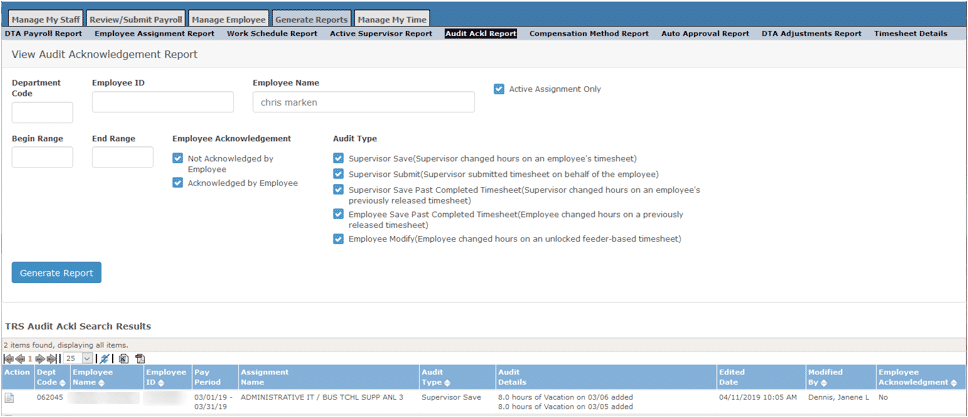 Manage My Staff Review/Submit Payroll Manage Employee Generate Reports Manage My Time
DTA Payroll Report Employee Assignment Report Work Schedule Report Active Supervisor Report Audit Ackl Report Compensation Method Report Auto Approval Report DTA Adjustments Report Timesheet Details
View Audit Acknowledgement Report
Department Code
Employee ID
Employee Name
chris marken
Active Assignment Only
Begin Range
End Range
Employee Acknowledgement
Not Acknowledged by
Employee
Acknowledged by Employee
Audit Type
Supervisor Save(Supervisor changed hours on an employee's timesheet)
Supervisor Submit(Supervisor submitted timesheet on behalf of the employee)
Supervisor Save Past Completed Timesheet(Supervisor changed hours on an employee's
previously released timesheet)
Employee Save Past Completed Timesheet(Employee changed hours on a previously
released timesheet)
Employee Modify(Employee changed hours on an unlocked feeder-based timesheet)
Generate Report
TRS Audit Ackl Search Results
2 items found, displaying all items.
1 25
Action Dept Code Employee Name Employee ID Pay Period Assignment Name Audit Type Audit Details Edited Date Modified By Employee Acknowledgment
062045 03/01/19 - 03/31/19 ADMINISTRATIVE IT / BUS TCHL SUPP ANL 3 Supervisor Save 8.0 hours of Vacation on 03/06 added 04/11/2019 10:05 AM Dennis, Janene L No
8.0 hours of Vacation on 03/05 added